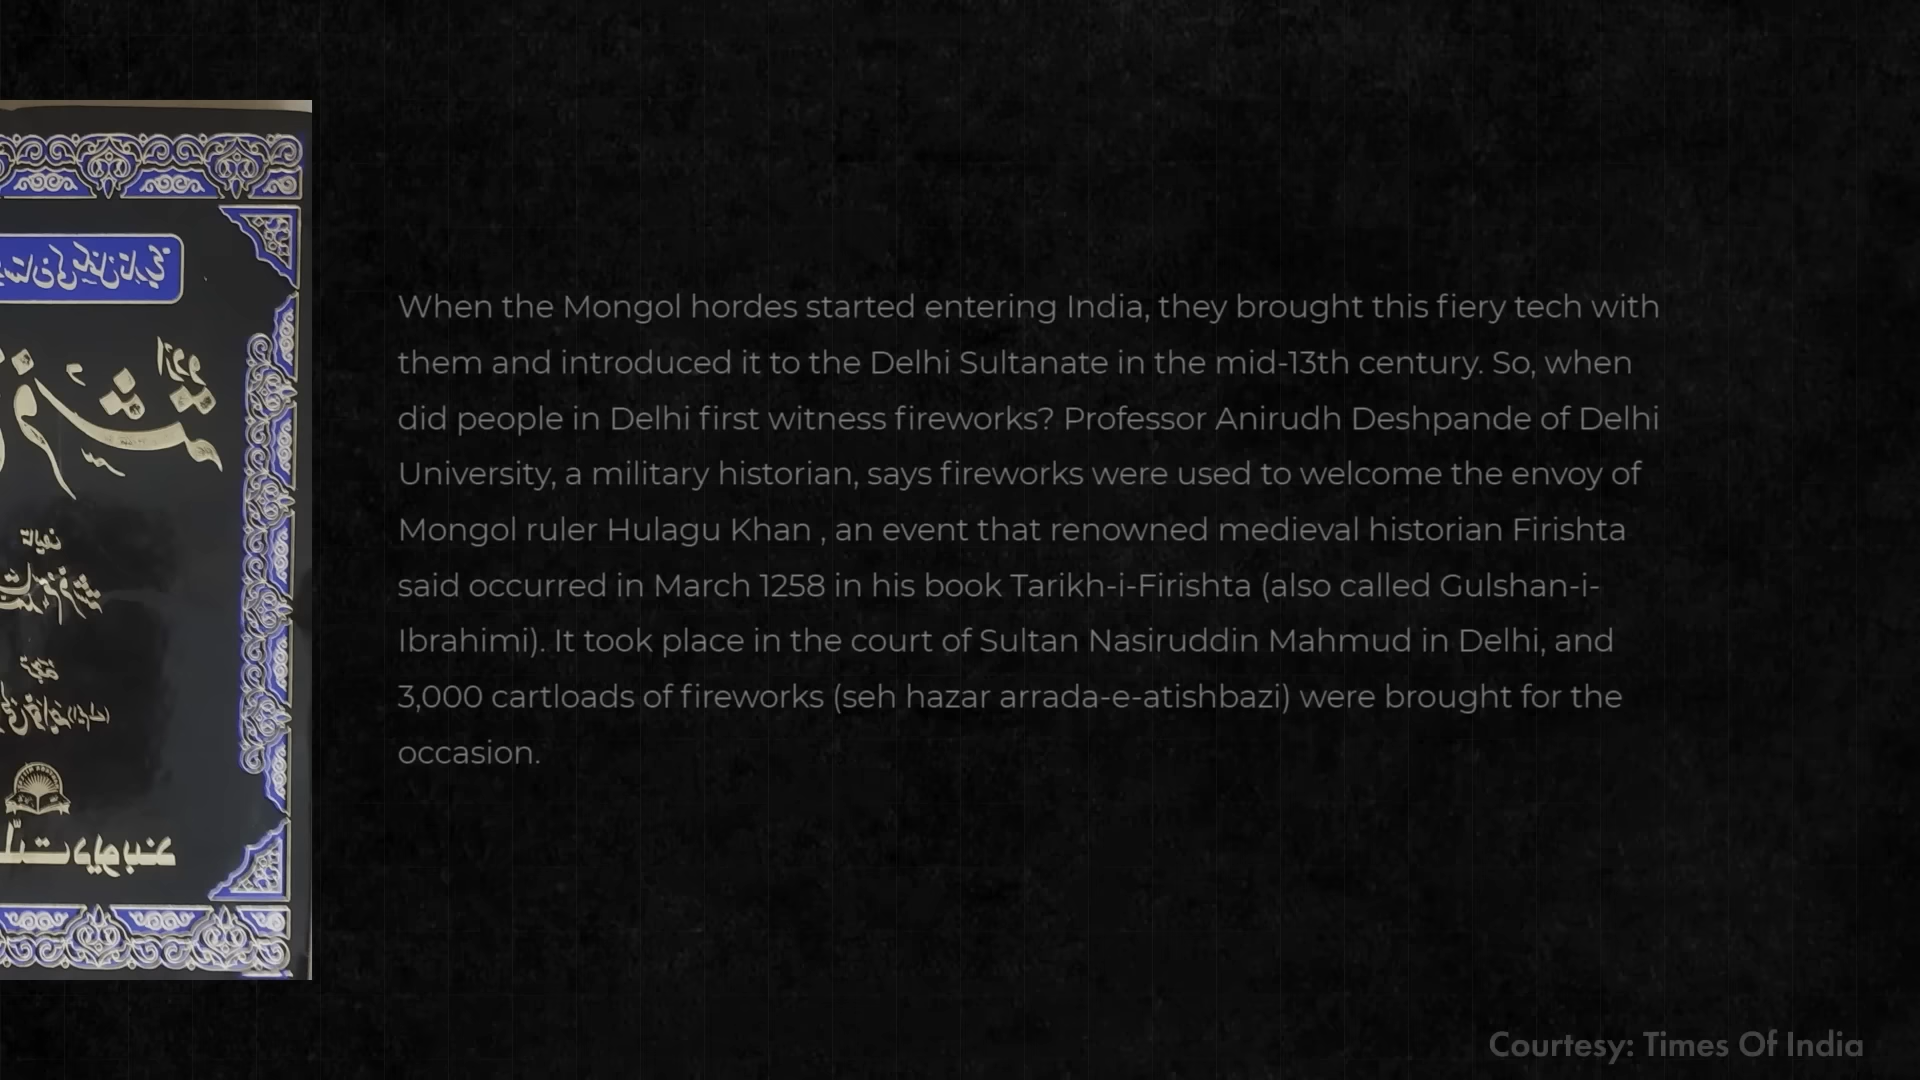 When the Mongol hordes started entering India, they brought this fiery tech with
them and introduced it to the Delhi Sultanate in the mid-13th century. So, when
did people in Delhi first witness fireworks? Professor Anirudh Deshpande of Delhi
University, a military historian, says fireworks were used to welcome the envoy of
Mongol ruler Hulagu Khan , an event that renowned medieval historian Firishta
said occurred in March 1258 in his book Tarikh-i-Firishta (also called Gulshan-i-
Ibrahimi). It took place in the court of Sultan Nasiruddin Mahmud in Delhi, and
3,000 cartloads of fireworks (seh hazar arrada-e-atishbazi) were brought for the
occasion.
Courtesy: Times Of India